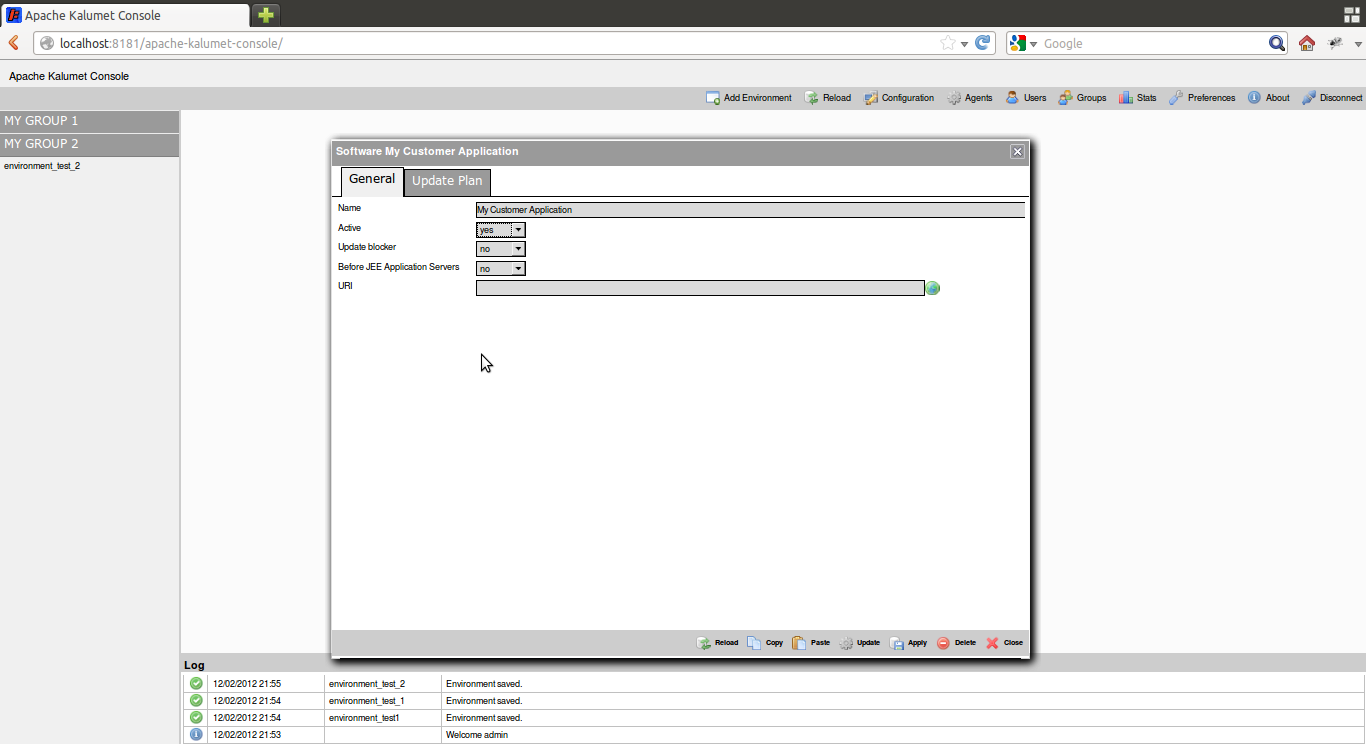 Apache Kalumet Console
localhost:8181/apache-kalumet-console/
Google
Apache Kalumet Console
Add Environment Reload Configuration Agents Users Groups Stats Preferences About Disconnect
MY GROUP 1
MY GROUP 2
environment_test_2
Software My Customer Application
General Update Plan
Name My Customer Application
Active yes
Update blocker no
Before JEE Application Servers no
URI
Reload Copy Paste Update Apply Delete Close
Log
12/02/2012 21:55 environment_test_2 Environment saved.
12/02/2012 21:54 environment_test_1 Environment saved.
12/02/2012 21:54 environment_test1 Environment saved.
12/02/2012 21:53 Welcome admin